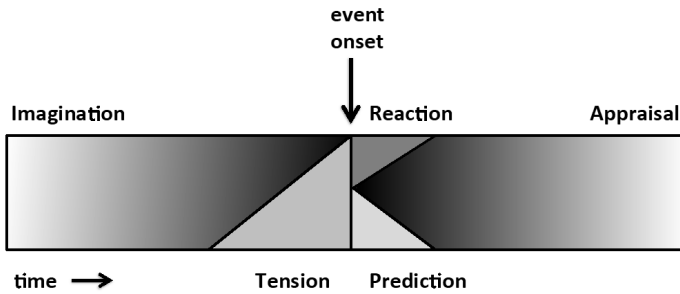 event
onset
Imagination
Reaction
Appraisal
time
Tension
Prediction